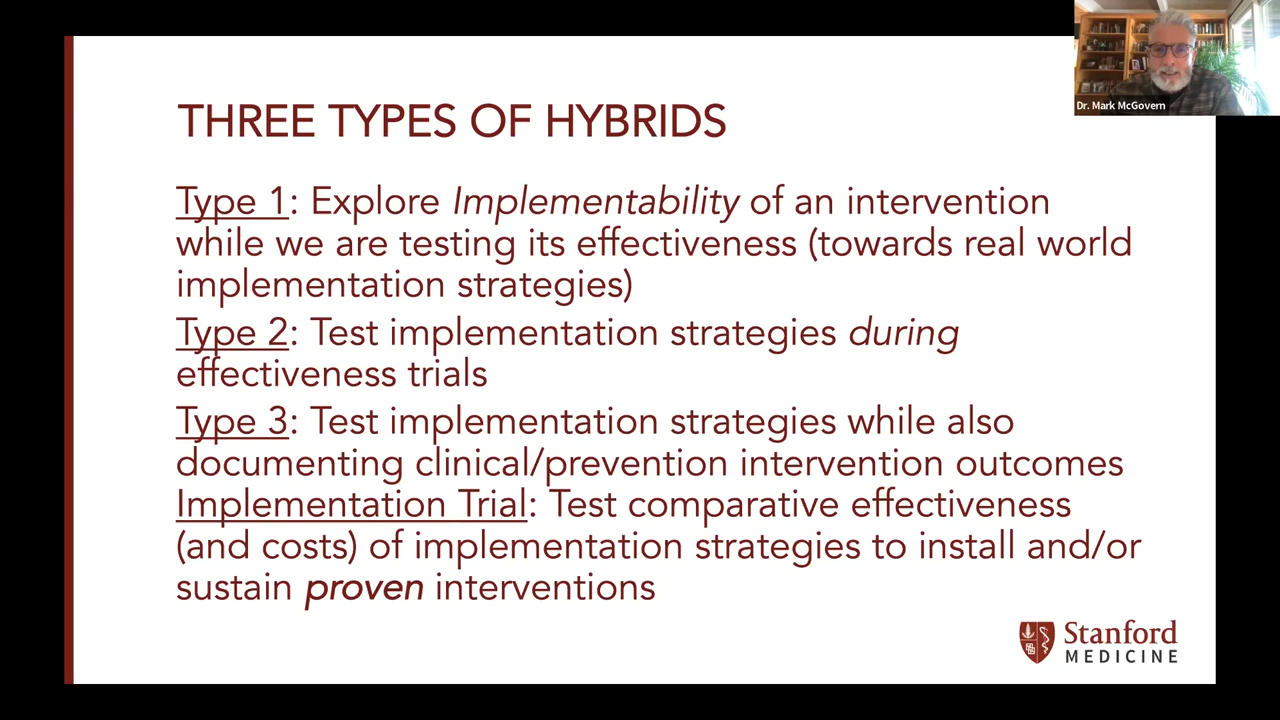 Dr. Mark McGovern
THREE TYPES OF HYBRIDS
Type 1: Explore Implementability of an intervention
while we are testing its effectiveness (towards real world
implementation strategies)
Type 2: Test implementation strategies during
effectiveness trials
Type 3: Test implementation strategies while also
documenting clinical/prevention intervention outcomes
Implementation Trial: Test comparative effectiveness
(and costs) of implementation strategies to install and/or
sustain proven interventions
Stanford
MEDICINE